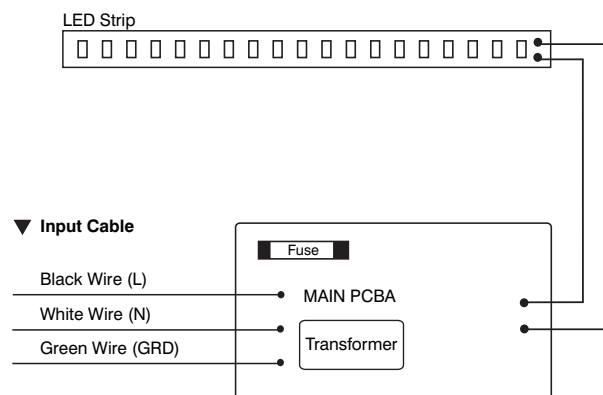 LED Strip
▼ Input Cable
Fuse
Black Wire (L)
MAIN PCBA
White Wire (N)
Transformer
Green Wire (GRD)